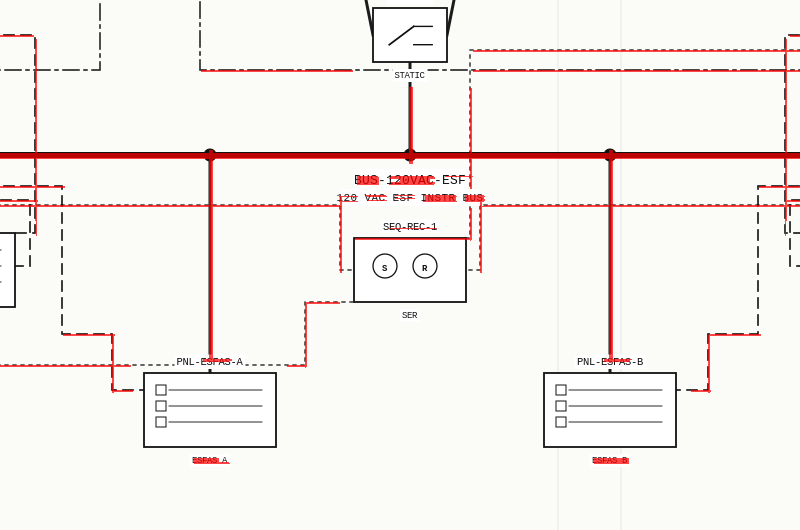 STATIC
BUS-120VAC-ESF
120 VAC ESF INSTR BUS
SEQ-REC-1
S R
SER
PNL-ESFAS-A
PNL-ESFAS-B
ESFAS A
ESFAS B